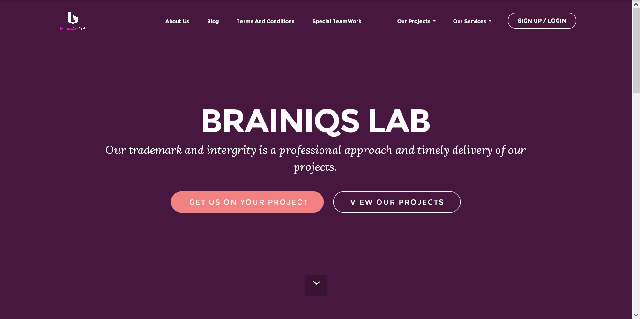 About Us Blog Terms And Conditions Special TeamWork Our Projects Our Services SIGN UP / LOGIN
BRAINIQS LAB
Our trademark and intergrity is a professional approach and timely delivery of our
projects.
GET US ON YOUR PROJECT VIEW OUR PROJECTS